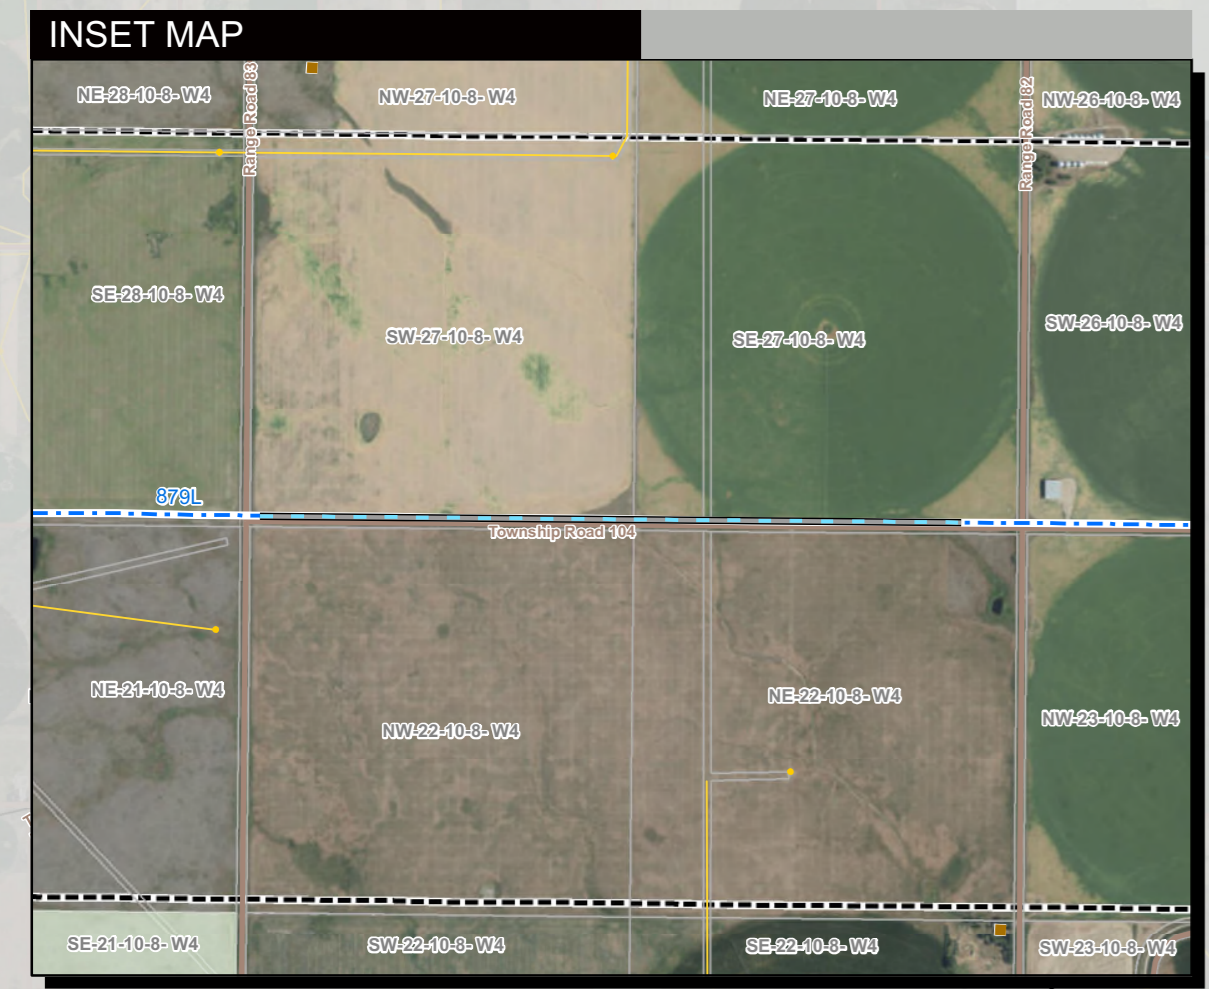 INSET MAP
NE-28-10-8- W4
Range Road 83
NW-27-10-8- W4
NE-27-10-8- W4
Range Road 82
NW-26-10-8- W4
SE-28-10-8- W4
SW-27-10-8- W4
SE-27-10-8- W4
SW-26-10-8- W4
879L
Township Road 104
NE-21-10-8- W4
NW-22-10-8- W4
NE-22-10-8- W4
NW-23-10-8- W4
SE-21-10-8- W4
SW-22-10-8- W4
SE-22-10-8- W4
SW-23-10-8- W4